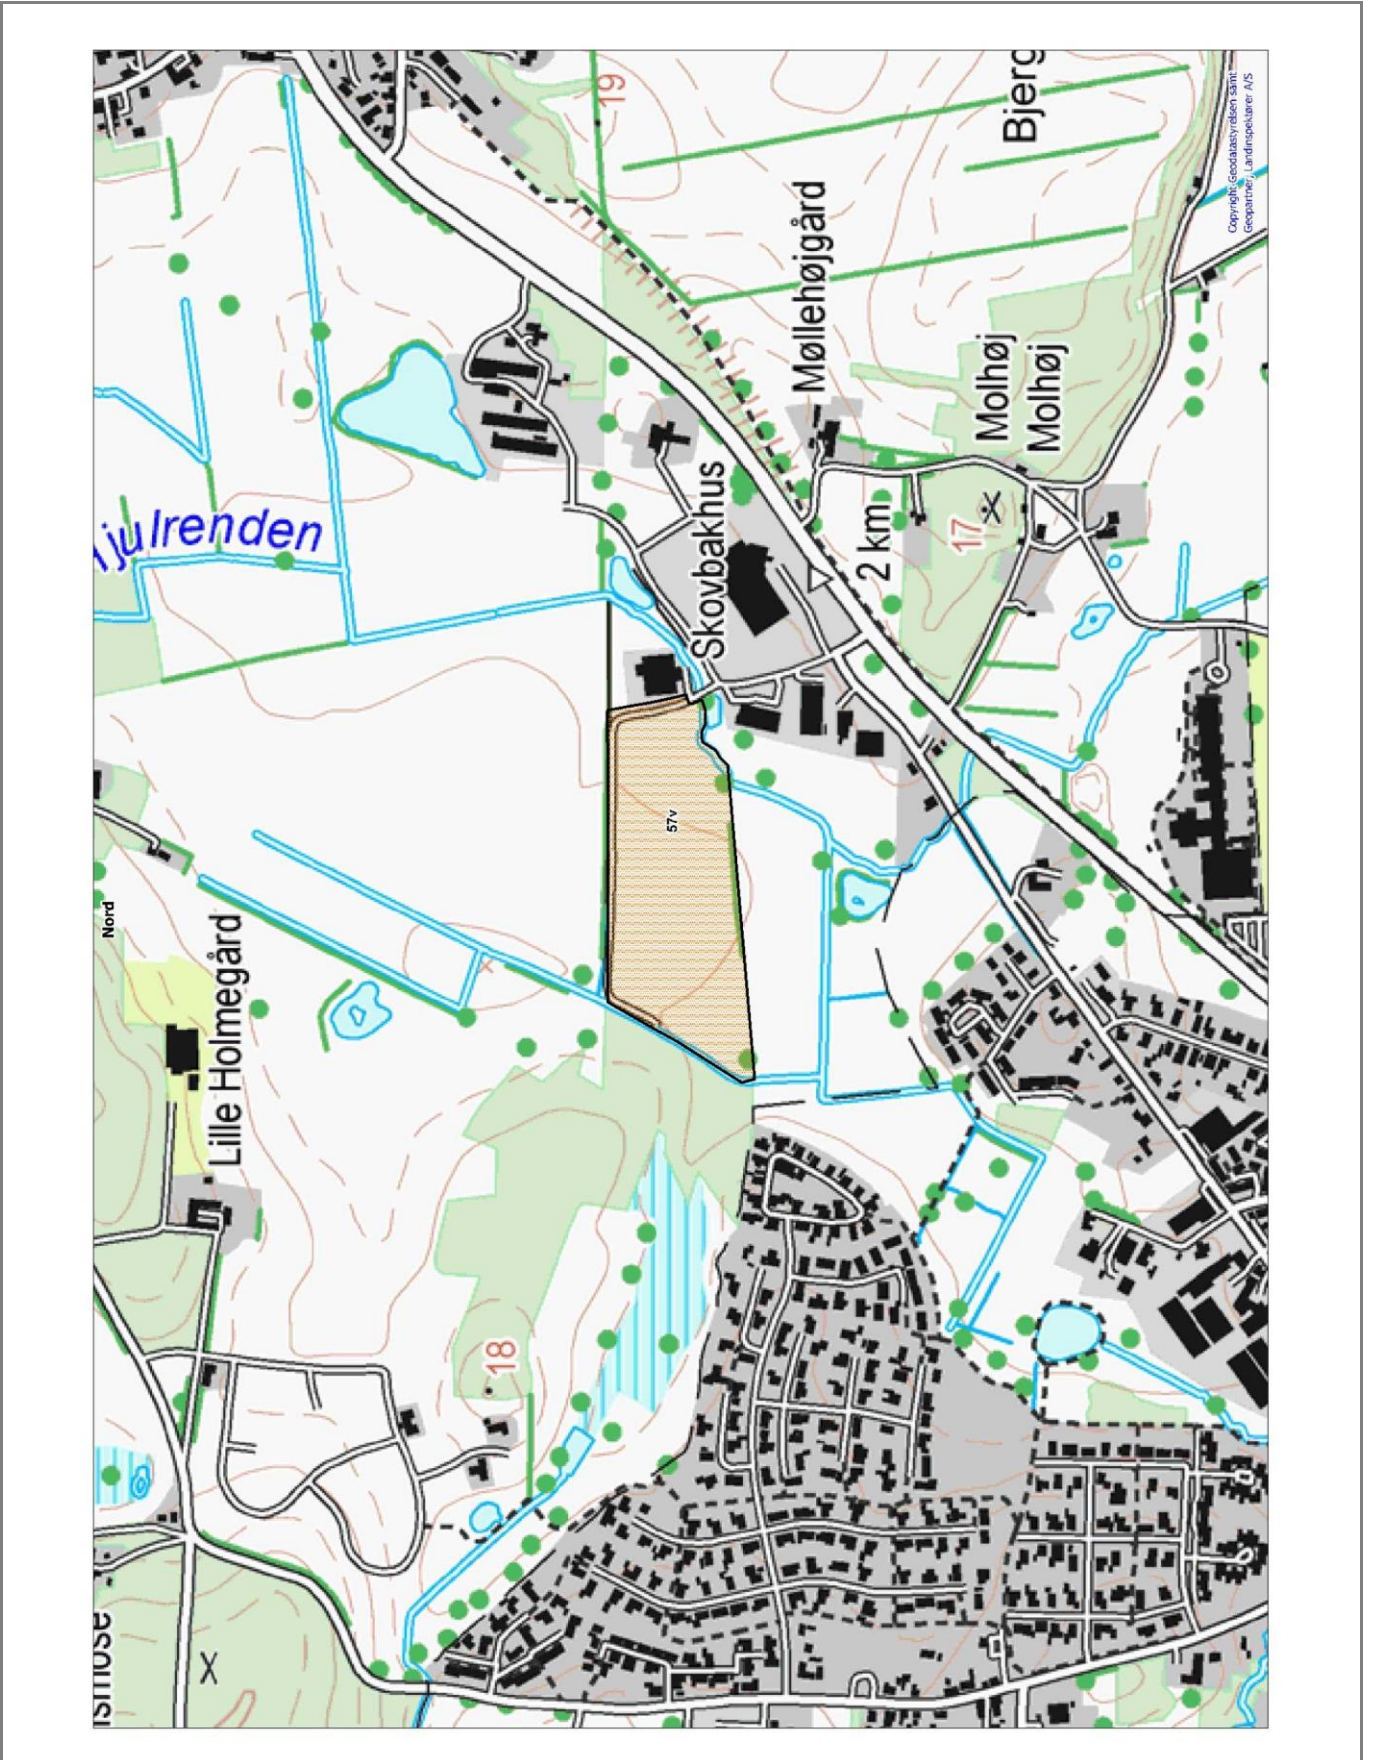 19
Bjerg
Copyright Geodatastyrelsen samt
Geopartner, Landinspektører A/S
Møllehøjgård
Molhøj
Molhøj
julrenden
Skovbakhus
2 km
17
57v
Nord
Lille Holmegård
18
ismose